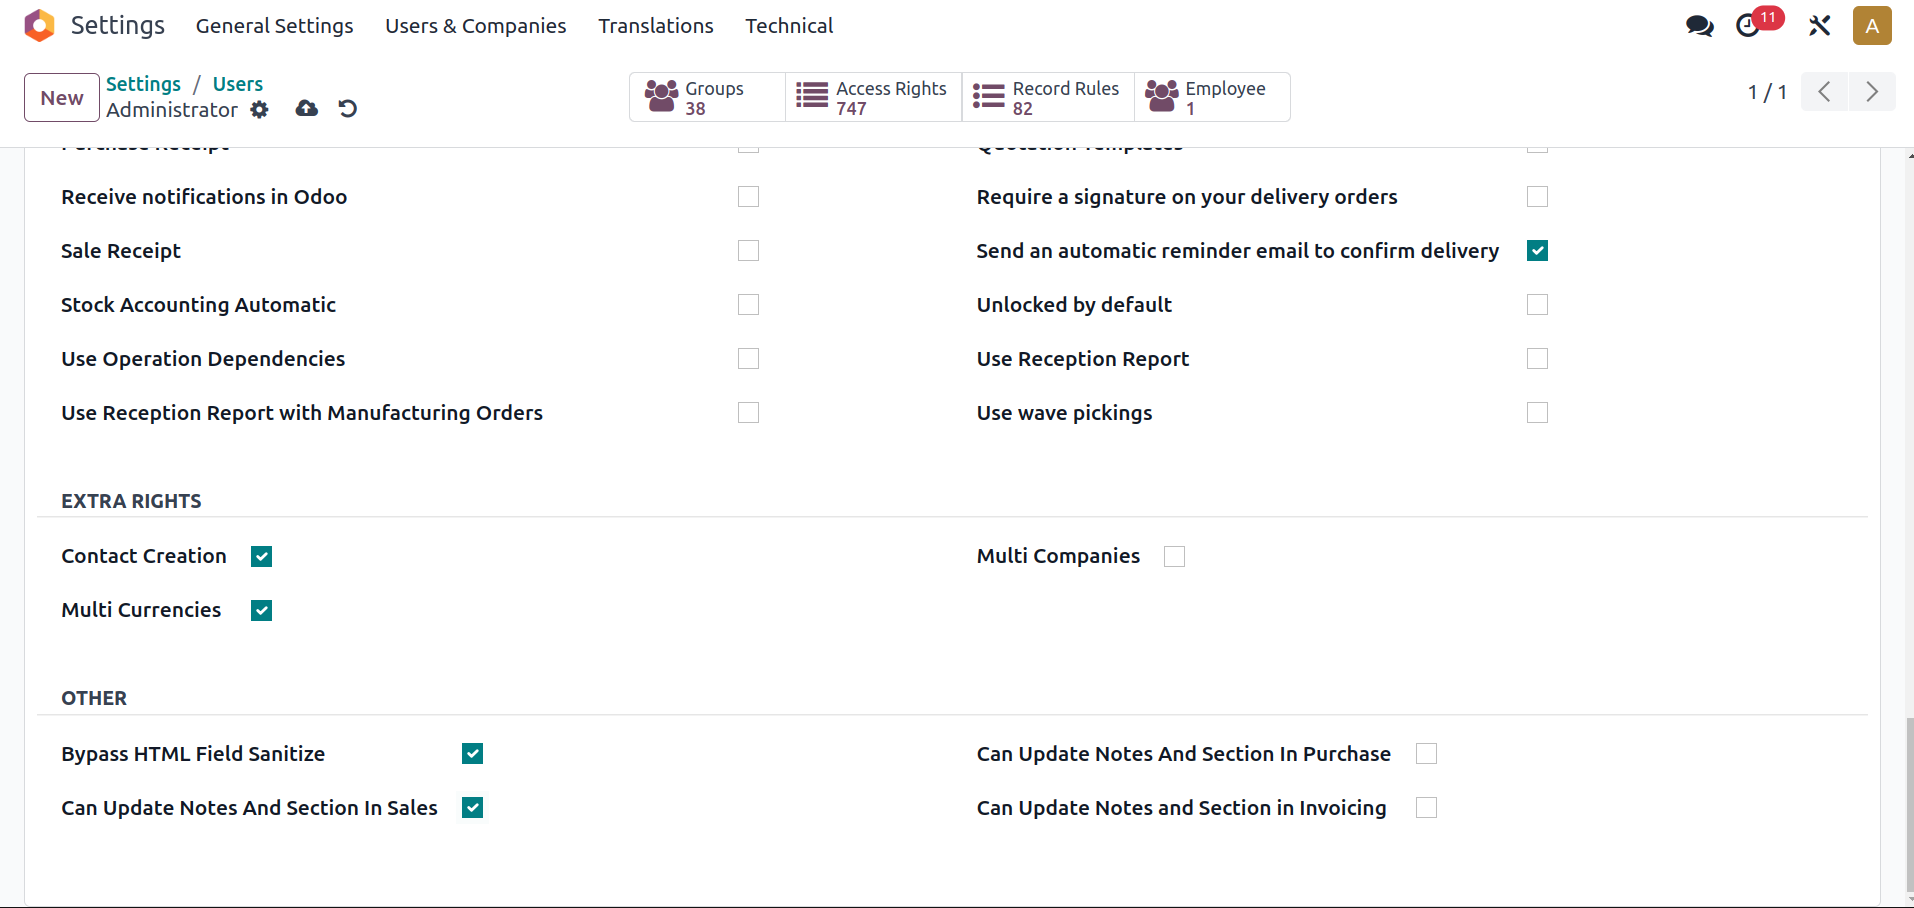 Settings General Settings Users & Companies Translations Technical 11 A
New Settings / Users
Administrator
Groups 38
Access Rights 747
Record Rules 82
Employee 1
1 / 1
Purchase Receipt Quotation Templates
Receive notifications in Odoo Require a signature on your delivery orders
Sale Receipt Send an automatic reminder email to confirm delivery
Stock Accounting Automatic Unlocked by default
Use Operation Dependencies Use Reception Report
Use Reception Report with Manufacturing Orders Use wave pickings
EXTRA RIGHTS
Contact Creation Multi Companies
Multi Currencies
OTHER
Bypass HTML Field Sanitize Can Update Notes And Section In Purchase
Can Update Notes And Section In Sales Can Update Notes and Section in Invoicing